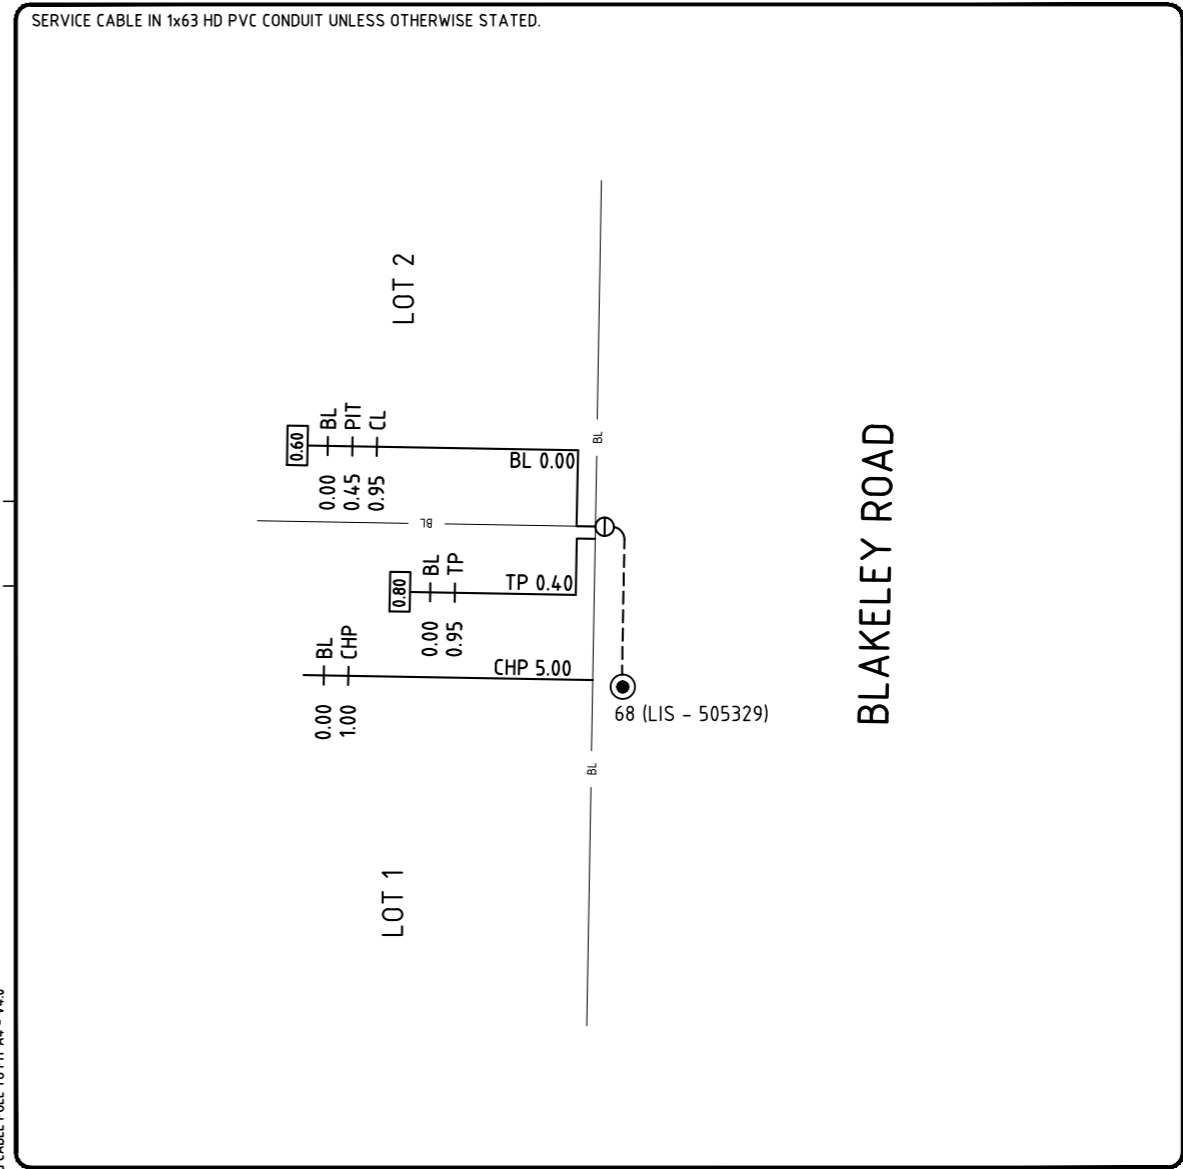 SERVICE CABLE IN 1x63 HD PVC CONDUIT UNLESS OTHERWISE STATED.
LOT 2
0.60
BL
PIT
CL
0.00
0.45
0.95
BL 0.00
BL
BL
0.80
BL
TP
0.00
0.95
TP 0.40
BL
CHP
0.00
1.00
CHP 5.00
68 (LIS - 505329)
BL
LOT 1
BLAKELEY ROAD